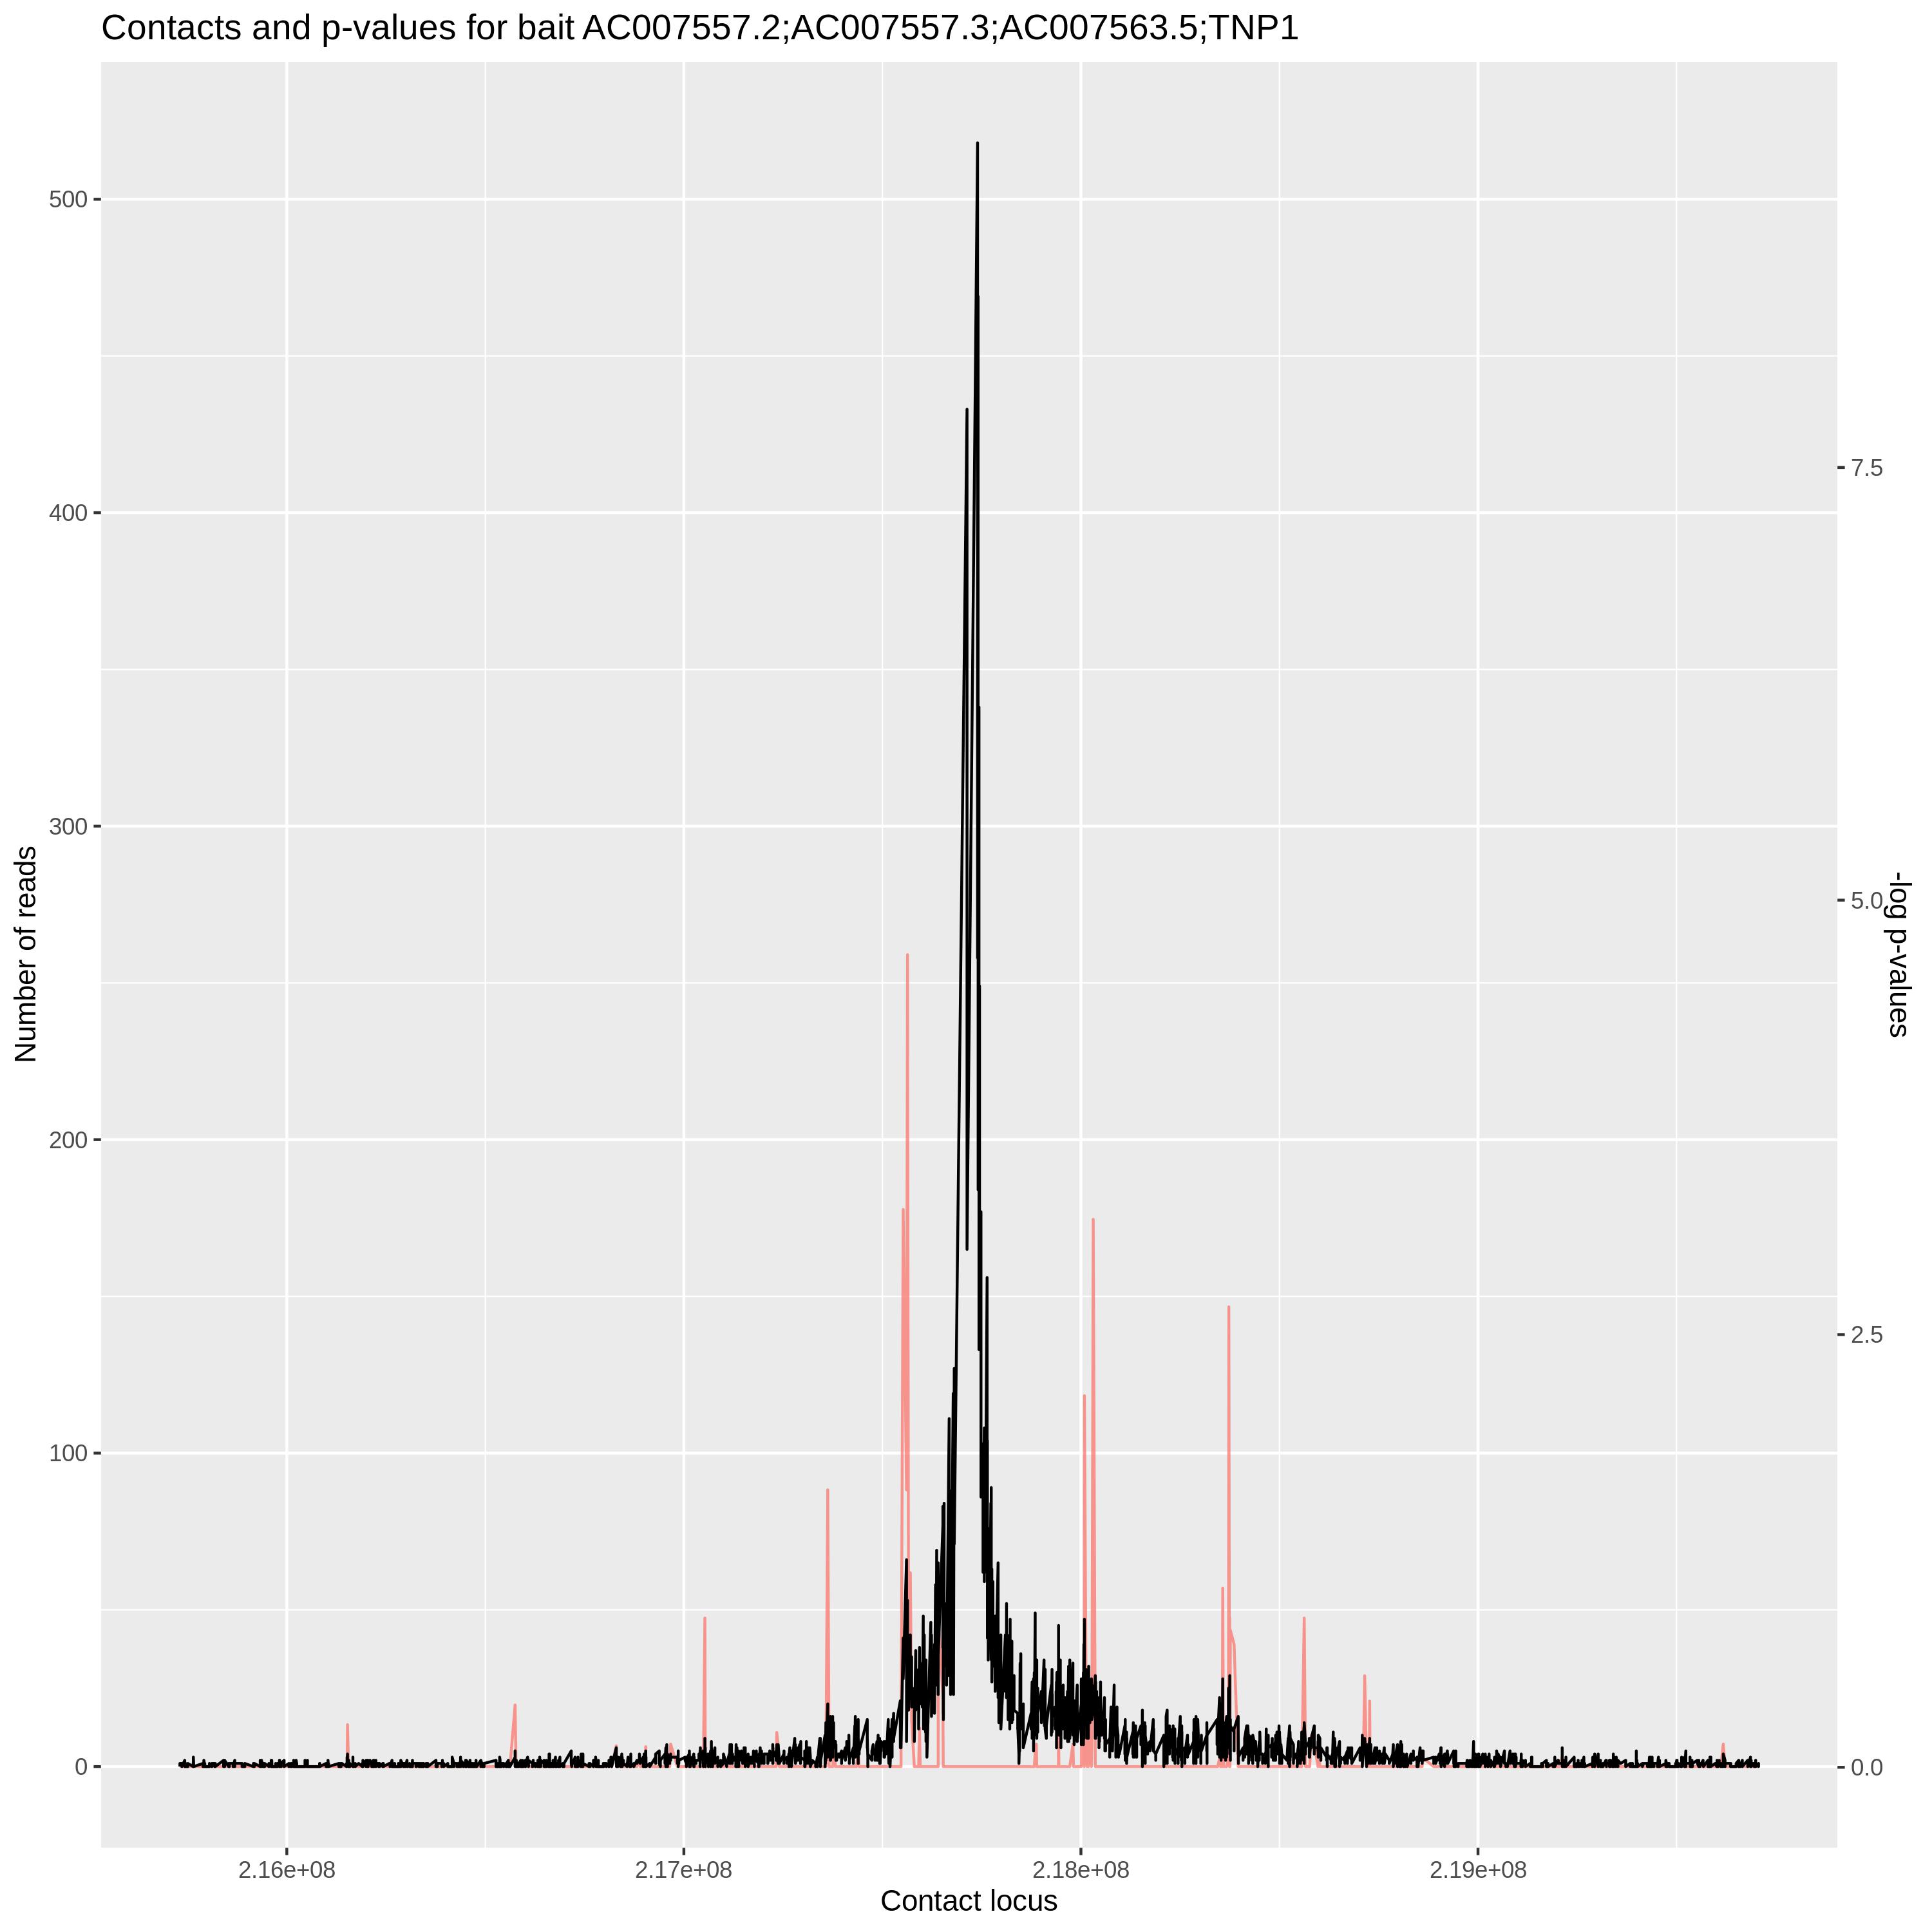 Contacts and p-values for bait AC007557.2;AC007557.3;AC007563.5;TNP1
Number of reads
500
400
300
200
100
0
7.5
5.0
2.5
0.0
-log p-values
2.16e+08 2.17e+08 2.18e+08 2.19e+08
Contact locus